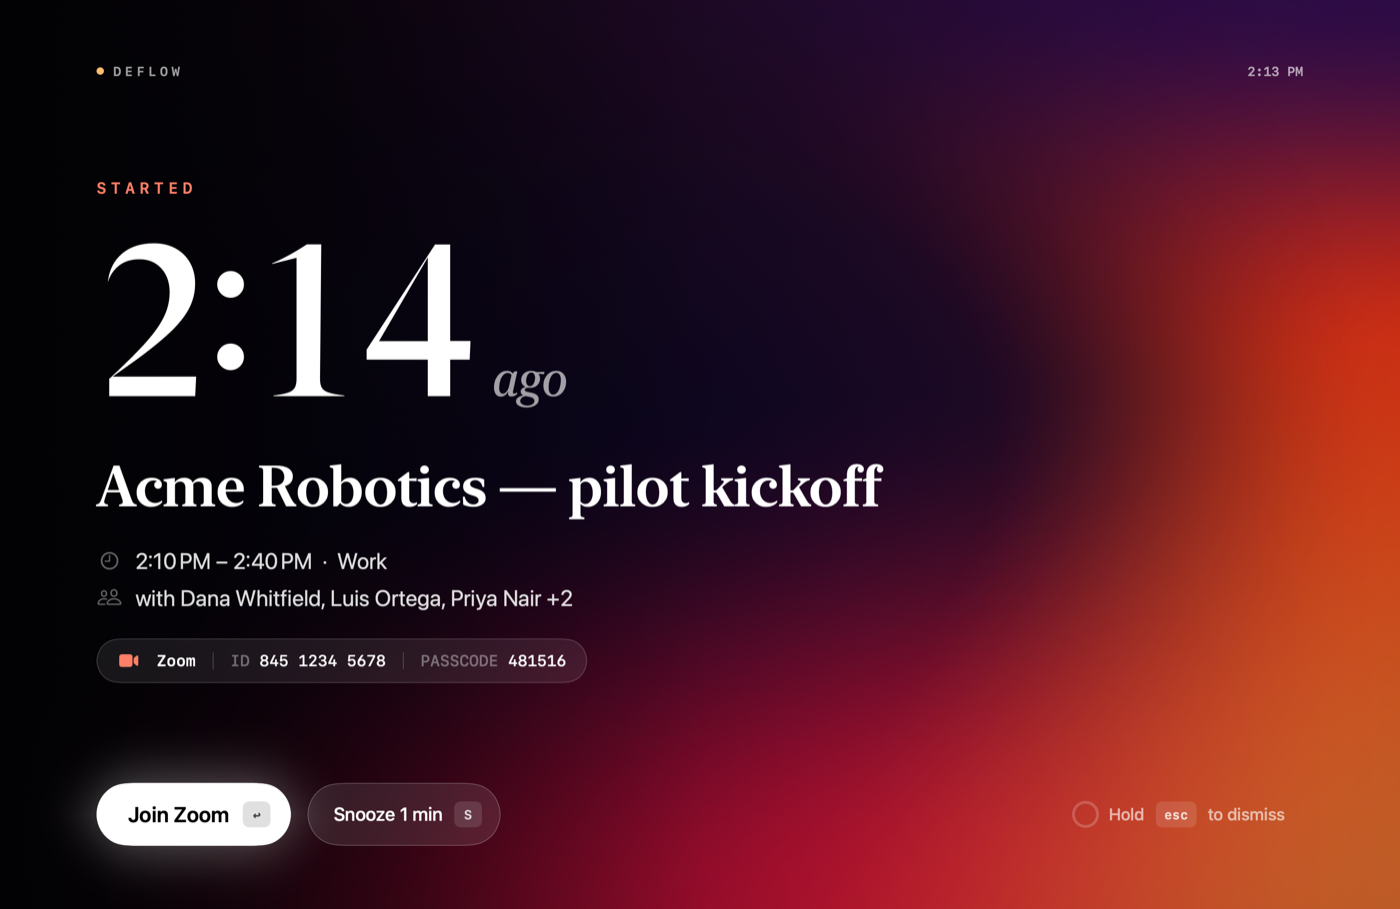 DEFLOW
2:13 PM
STARTED
2:14 ago
Acme Robotics — pilot kickoff
2:10 PM – 2:40 PM · Work
with Dana Whitfield, Luis Ortega, Priya Nair +2
Zoom ID 845 1234 5678 PASSCODE 481516
Join Zoom ↩
Snooze 1 min S
Hold esc to dismiss